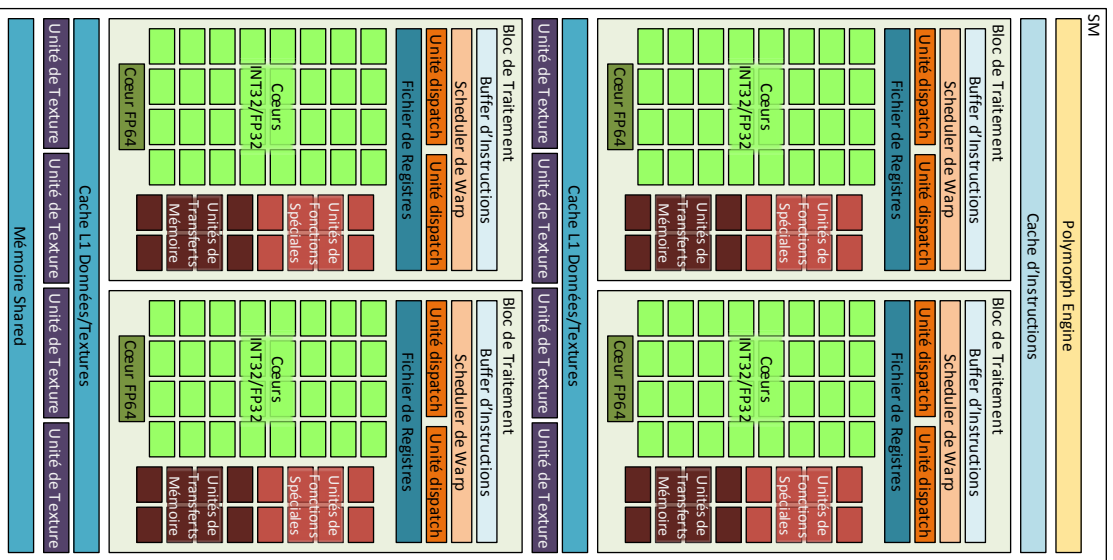 SM
Polymorph Engine
Cache d'Instructions
Bloc de Traitement
Buffer d'Instructions
Scheduler de Warp
Unité dispatch Unité dispatch
Fichier de Registres
Cœurs
INT32/FP32
Unités de
Fonctions
Spéciales
Unités de
Transferts
Mémoire
Cœur FP64
Bloc de Traitement
Buffer d'Instructions
Scheduler de Warp
Unité dispatch Unité dispatch
Fichier de Registres
Cœurs
INT32/FP32
Unités de
Fonctions
Spéciales
Unités de
Transferts
Mémoire
Cœur FP64
Cache L1 Données/Textures
Unité de Texture Unité de Texture Unité de Texture Unité de Texture
Bloc de Traitement
Buffer d'Instructions
Scheduler de Warp
Unité dispatch Unité dispatch
Fichier de Registres
Cœurs
INT32/FP32
Unités de
Fonctions
Spéciales
Unités de
Transferts
Mémoire
Cœur FP64
Bloc de Traitement
Buffer d'Instructions
Scheduler de Warp
Unité dispatch Unité dispatch
Fichier de Registres
Cœurs
INT32/FP32
Unités de
Fonctions
Spéciales
Unités de
Transferts
Mémoire
Cœur FP64
Cache L1 Données/Textures
Unité de Texture Unité de Texture Unité de Texture Unité de Texture
Mémoire Shared